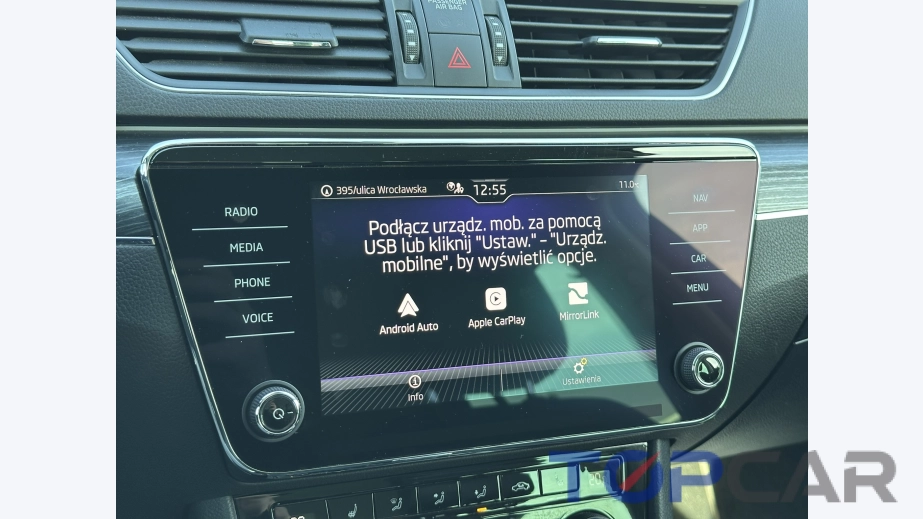 PASSENGER
AIR BAG
395/ulica Wrocławska
12:55
11.0
RADIO
MEDIA
PHONE
VOICE
NAV
APP
CAR
MENU
Podłącz urządz. mob. za pomocą
USB lub kliknij "Ustaw." – "Urządz.
mobilne", by wyświetlić opcje.
Android Auto
Apple CarPlay
MirrorLink
Info
Ustawienia
TOPCAR